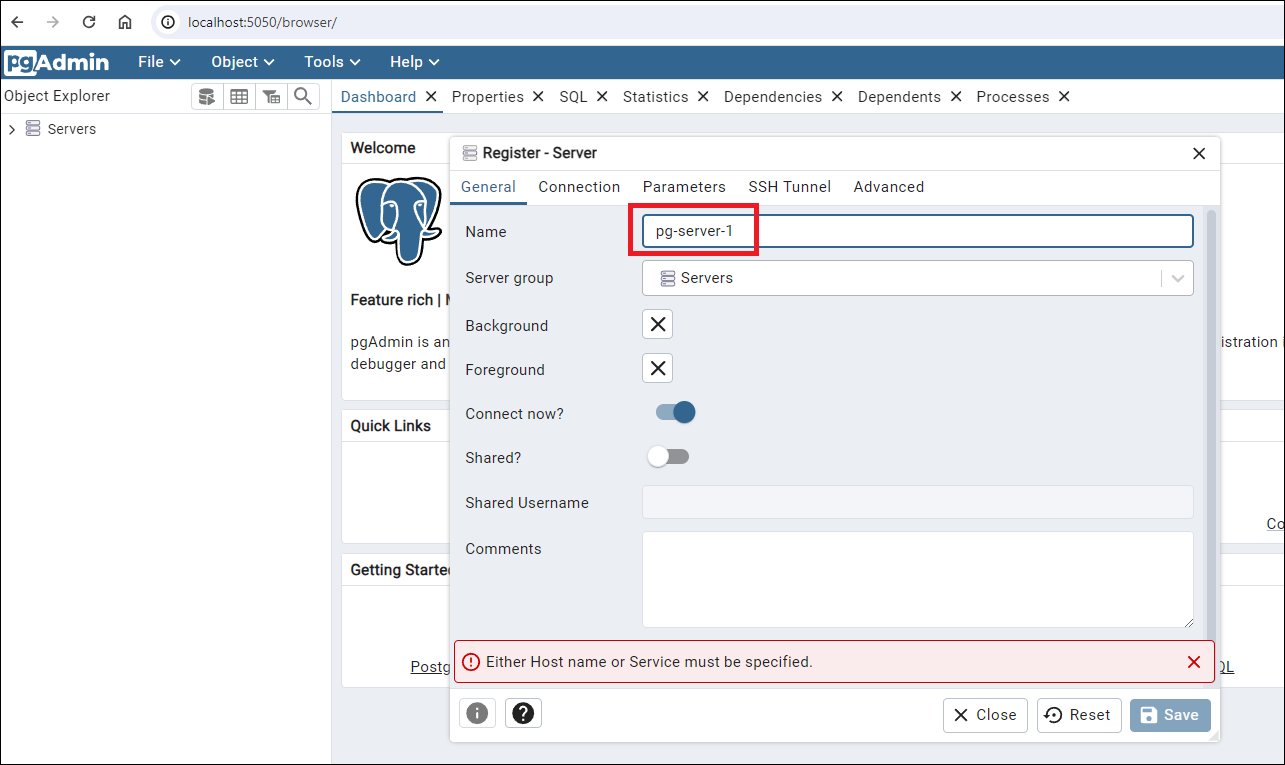 localhost:5050/browser/
pgAdmin File Object Tools Help
Object Explorer
Dashboard Properties SQL Statistics Dependencies Dependents Processes
Servers
Welcome
Register - Server
General Connection Parameters SSH Tunnel Advanced
Name pg-server-1
Server group Servers
Feature rich |
Background
pgAdmin is an
istration
debugger and
Foreground
Connect now?
Quick Links
Shared?
Shared Username
Co
Comments
Getting Starte
Either Host name or Service must be specified.
Postg
QL
Close Reset Save